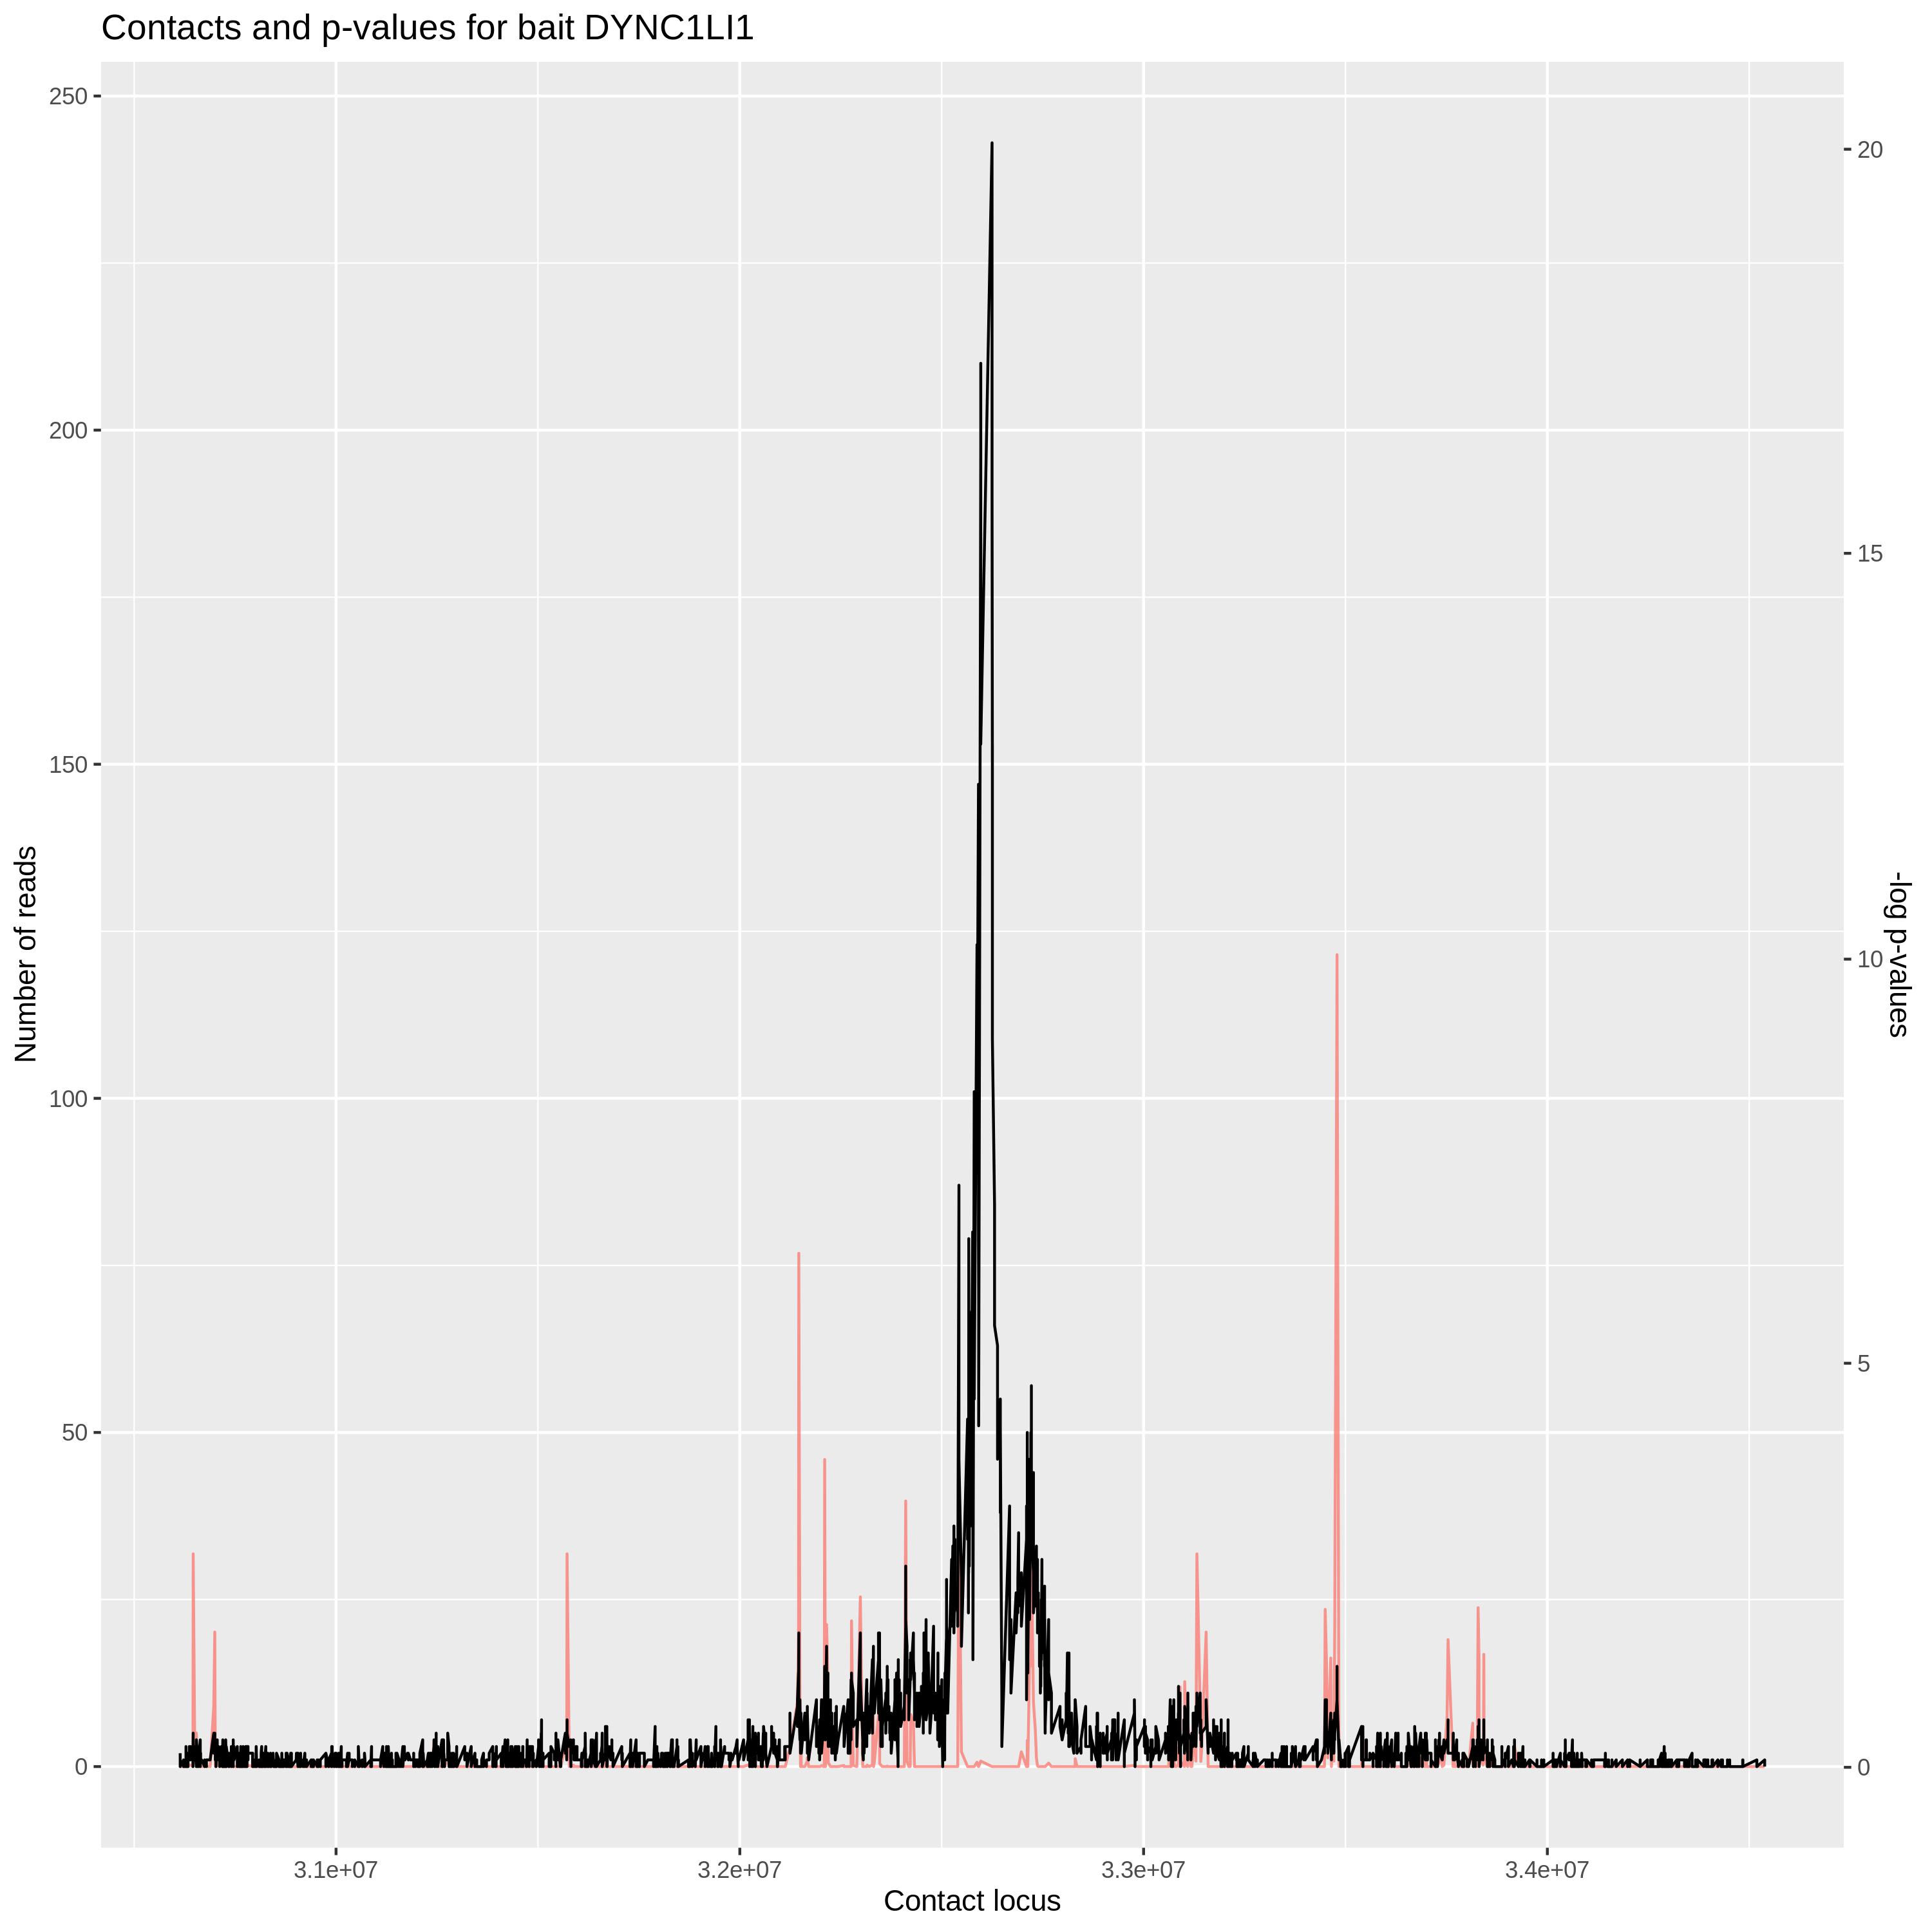 Contacts and p-values for bait DYNC1LI1
250
200
150
100
50
0
Number of reads
20
15
10
5
0
-log p-values
3.1e+07
3.2e+07
3.3e+07
3.4e+07
Contact locus